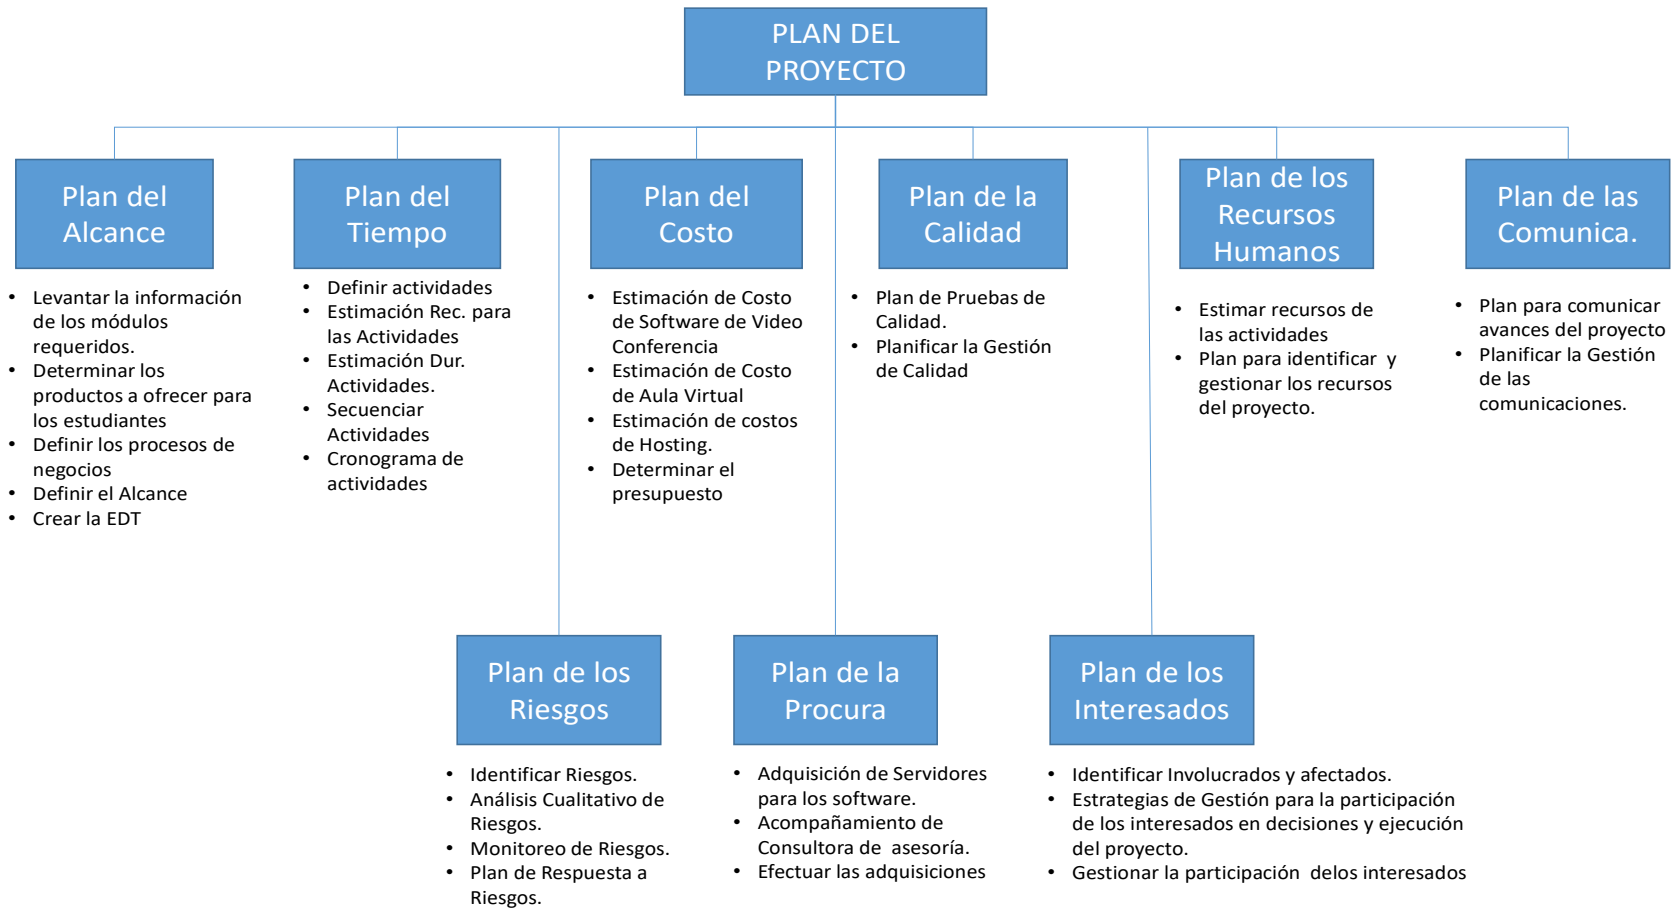 PLAN DEL
PROYECTO
Plan del
Alcance
• Levantar la información
de los módulos
requeridos.
• Determinar los
productos a ofrecer para
los estudiantes
• Definir los procesos de
negocios
• Definir el Alcance
• Crear la EDT
Plan del
Tiempo
• Definir actividades
• Estimación Rec. para
las Actividades
• Estimación Dur.
Actividades.
• Secuenciar
Actividades
• Cronograma de
actividades
Plan del
Costo
• Estimación de Costo
de Software de Video
Conferencia
• Estimación de Costo
de Aula Virtual
• Estimación de costos
de Hosting.
• Determinar el
presupuesto
Plan de la
Calidad
• Plan de Pruebas de
Calidad.
• Planificar la Gestión
de Calidad
Plan de los
Recursos
Humanos
• Estimar recursos de
las actividades
• Plan para identificar y
gestionar los recursos
del proyecto.
Plan de las
Comunica.
• Plan para comunicar
avances del proyecto
• Planificar la Gestión
de las
comunicaciones.
Plan de los
Riesgos
• Identificar Riesgos.
• Análisis Cualitativo de
Riesgos.
• Monitoreo de Riesgos.
• Plan de Respuesta a
Riesgos.
Plan de la
Procura
• Adquisición de Servidores
para los software.
• Acompañamiento de
Consultora de asesoría.
• Efectuar las adquisiciones
Plan de los
Interesados
• Identificar Involucrados y afectados.
• Estrategias de Gestión para la participación
de los interesados en decisiones y ejecución
del proyecto.
• Gestionar la participación delos interesados